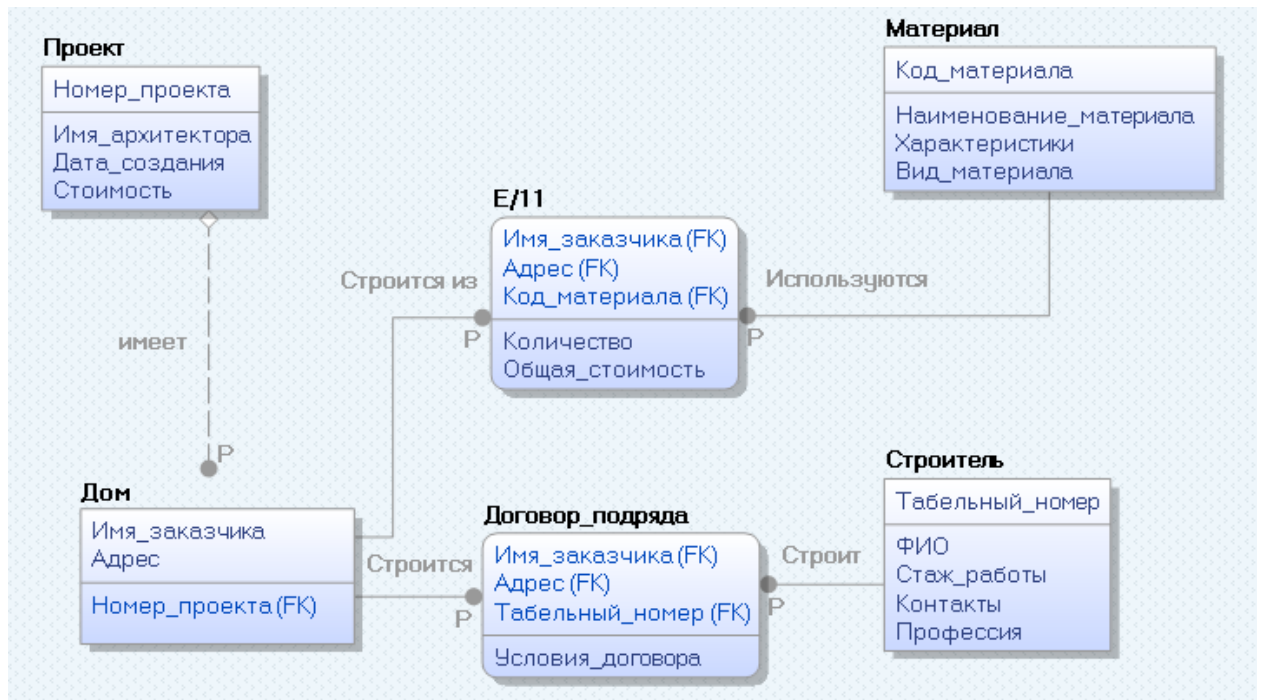 Проект
Номер_проекта
Имя_архитектора
Дата_создания
Стоимость
Материал
Код_материала
Наименование_материала
Характеристики
Вид_материала
E/11
Имя_заказчика (FK)
Адрес (FK)
Код_материала (FK)
Количество
Общая_стоимость
Строится из
P
Используются
P
имеет
P
Дом
Имя_заказчика
Адрес
Номер_проекта (FK)
Строится
P
Договор_подряда
Имя_заказчика (FK)
Адрес (FK)
Табельный_номер (FK)
Условия_договора
Строит
P
Строитель
Табельный_номер
ФИО
Стаж_работы
Контакты
Профессия